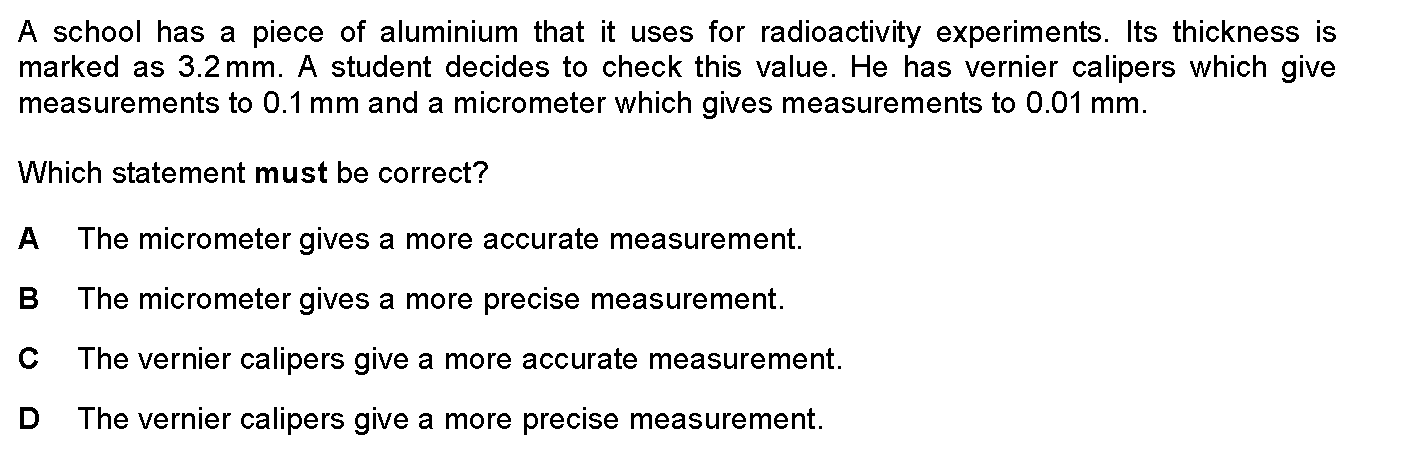 A school has a piece of aluminium that it uses for radioactivity experiments. Its thickness is
marked as 3.2 mm. A student decides to check this value. He has vernier calipers which give
measurements to 0.1 mm and a micrometer which gives measurements to 0.01 mm.
Which statement must be correct?
A The micrometer gives a more accurate measurement.
B The micrometer gives a more precise measurement.
C The vernier calipers give a more accurate measurement.
D The vernier calipers give a more precise measurement.